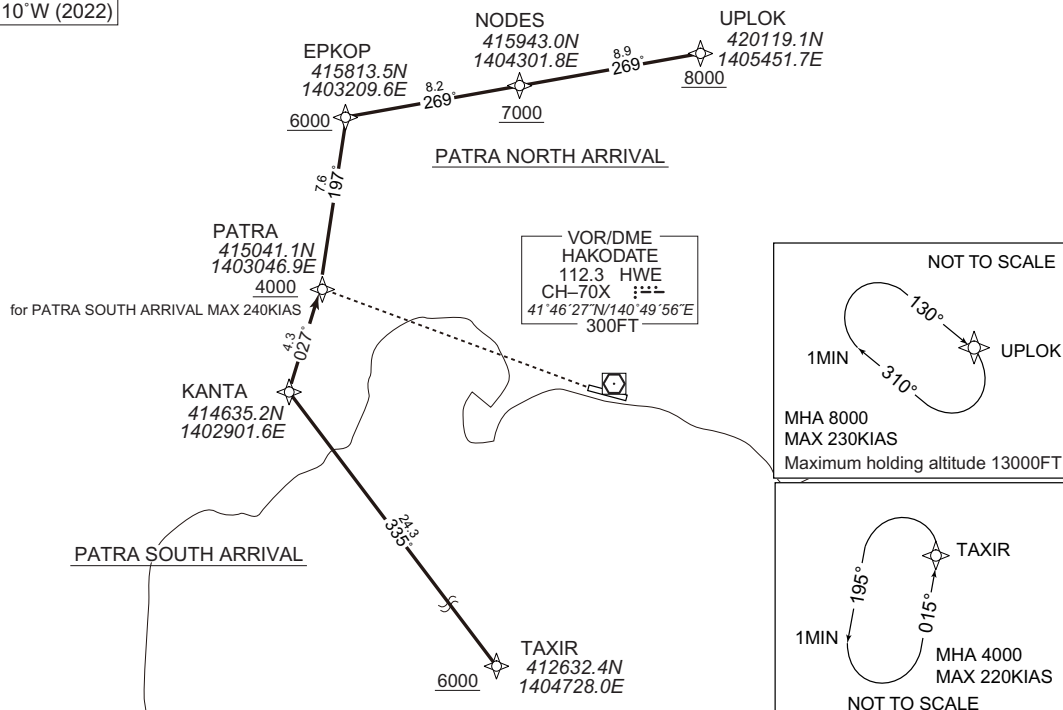 10˚W (2022)
NODES
415943.0N
1404301.8E
UPLOK
420119.1N
1405451.7E
EPKOP
415813.5N
1403209.6E
8.9
269˚
8.2
269˚
8000
7000
6000
PATRA NORTH ARRIVAL
7.6
197˚
PATRA
415041.1N
1403046.9E
4000
for PATRA SOUTH ARRIVAL MAX 240KIAS
VOR/DME
HAKODATE
112.3 HWE
CH–70X
41˚46´27˝N/140˚49´56˝E
300FT
4.3
027˚
KANTA
414635.2N
1402901.6E
24.3
335˚
PATRA SOUTH ARRIVAL
TAXIR
412632.4N
1404728.0E
6000
NOT TO SCALE
130°
UPLOK
1MIN
310°
MHA 8000
MAX 230KIAS
Maximum holding altitude 13000FT
TAXIR
195°
015°
1MIN
MHA 4000
MAX 220KIAS
NOT TO SCALE